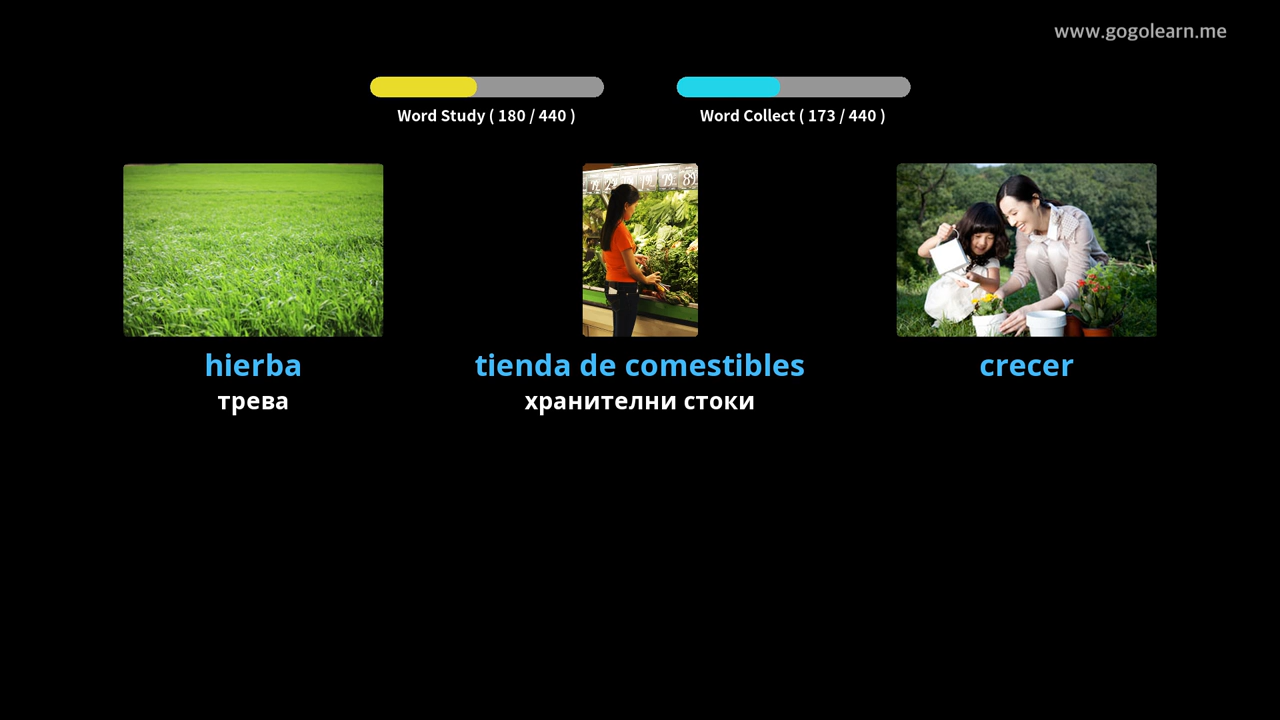 www.gogolearn.me
Word Study ( 180 / 440 )
Word Collect ( 173 / 440 )
hierba
tienda de comestibles
crecer
трева
хранителни стоки